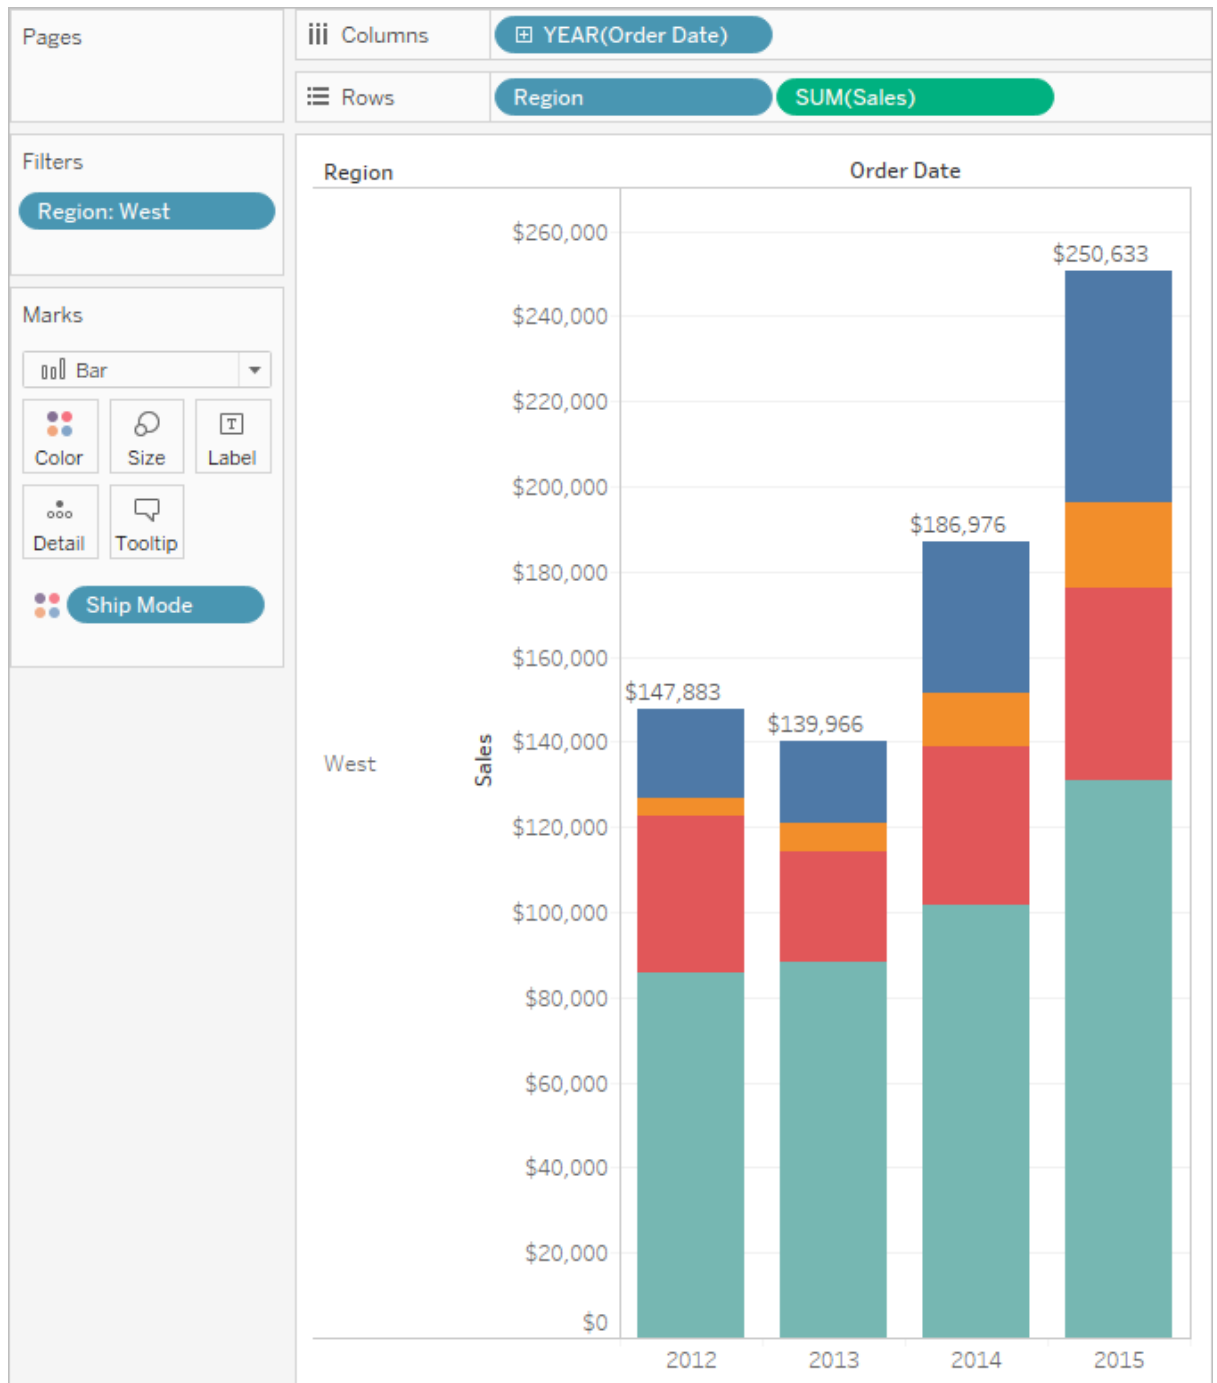 Pages
Columns
YEAR(Order Date)
Rows
Region
SUM(Sales)
Filters
Region: West
Marks
Bar
Color
Size
T
Label
Detail
Tooltip
Ship Mode
Region
Order Date
West
Sales
$260,000
$240,000
$220,000
$200,000
$180,000
$160,000
$140,000
$120,000
$100,000
$80,000
$60,000
$40,000
$20,000
$0
$147,883
$139,966
$186,976
$250,633
2012
2013
2014
2015